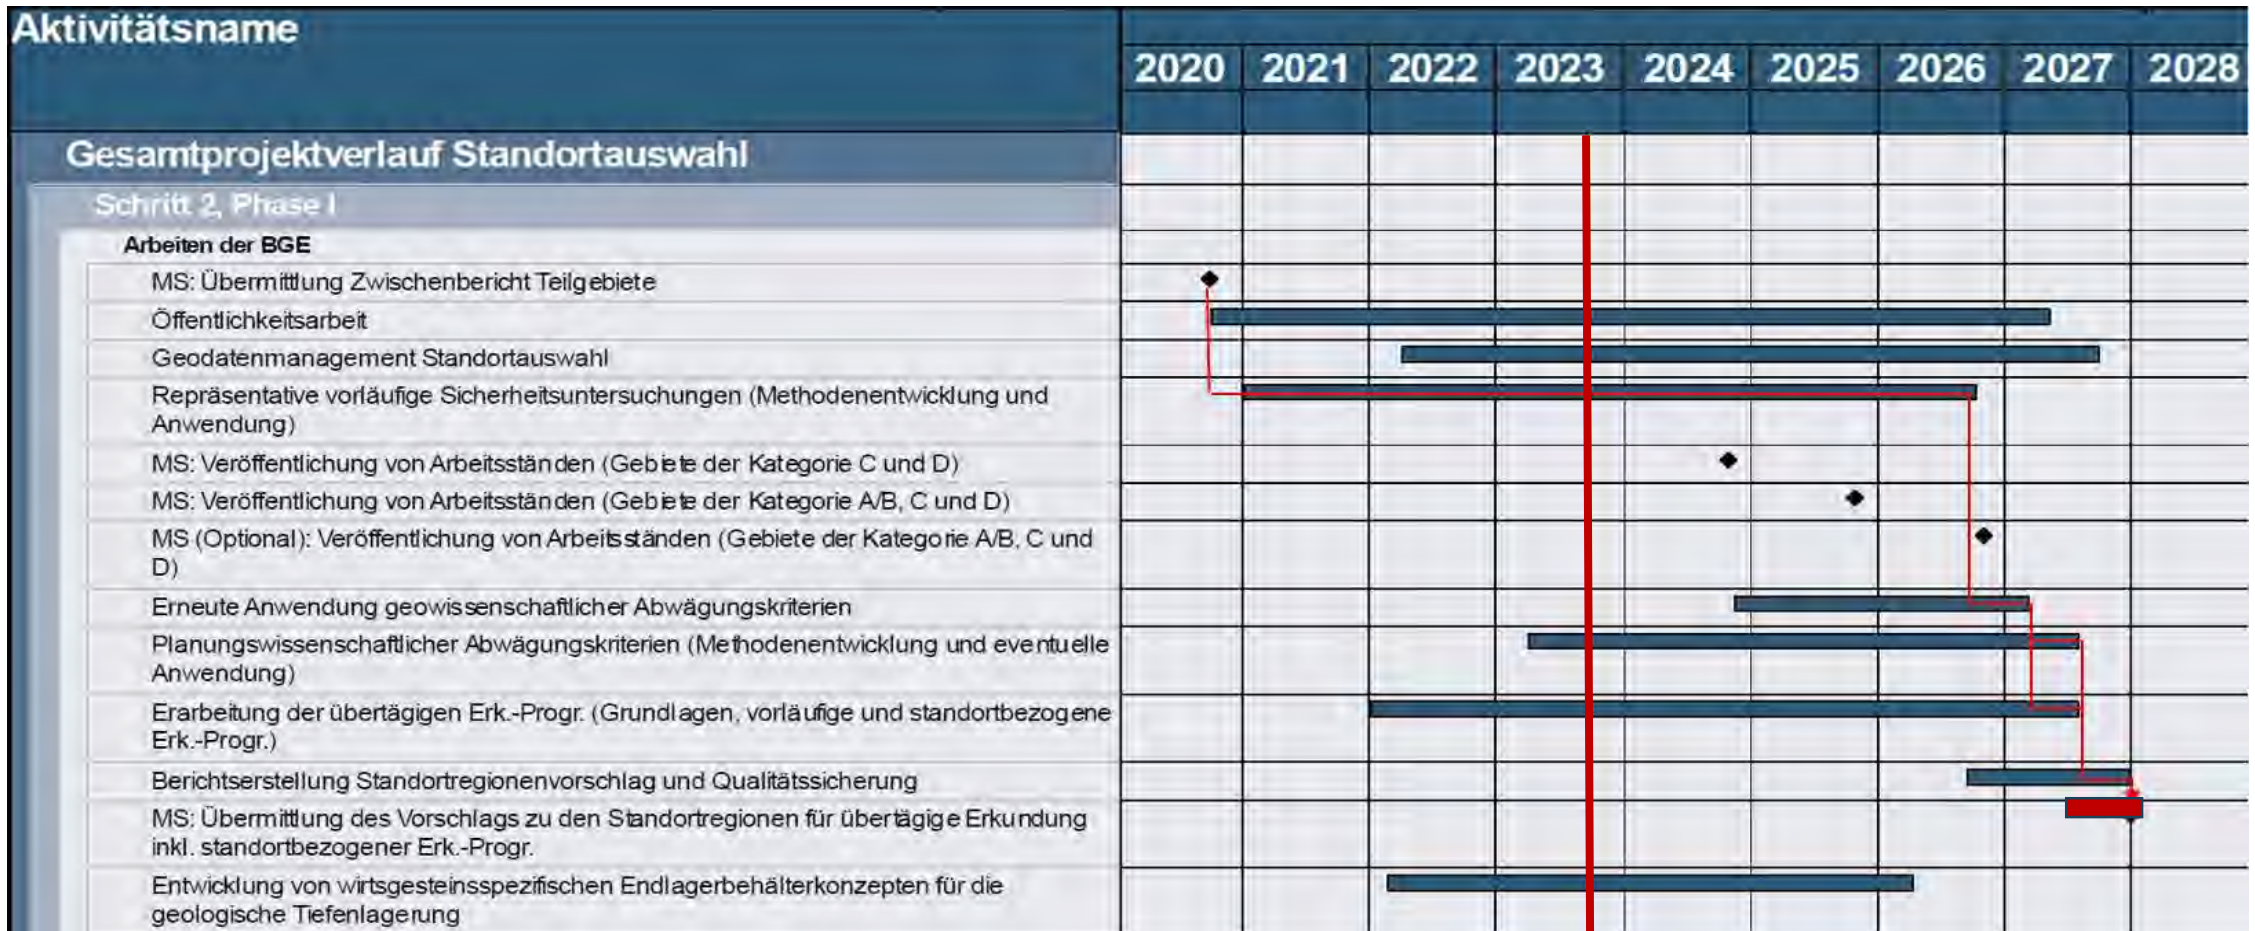 Aktivitätsname
2020 2021 2022 2023 2024 2025 2026 2027 2028
Gesamtprojektverlauf Standortauswahl
Schritt 2, Phase I
Arbeiten der BGE
MS: Übermittlung Zwischenbericht Teilgebiete
Öffentlichkeitsarbeit
Geodatenmanagement Standortauswahl
Repräsentative vorläufige Sicherheitsuntersuchungen (Methodenentwicklung und
Anwendung)
MS: Veröffentlichung von Arbeitsständen (Gebiete der Kategorie C und D)
MS: Veröffentlichung von Arbeitsständen (Gebiete der Kategorie A/B, C und D)
MS (Optional): Veröffentlichung von Arbeitsständen (Gebiete der Kategorie A/B, C und
D)
Erneute Anwendung geowissenschaftlicher Abwägungskriterien
Planungswissenschaftlicher Abwägungskriterien (Methodenentwicklung und eventuelle
Anwendung)
Erarbeitung der übertägigen Erk.-Progr. (Grundlagen, vorläufige und standortbezogene
Erk.-Progr.)
Berichtserstellung Standortregionenvorschlag und Qualitätssicherung
MS: Übermittlung des Vorschlags zu den Standortregionen für übertägige Erkundung
inkl. standortbezogener Erk.-Progr.
Entwicklung von wirtsgesteinsspezifischen Endlagerbehälterkonzepten für die
geologische Tiefenlagerung